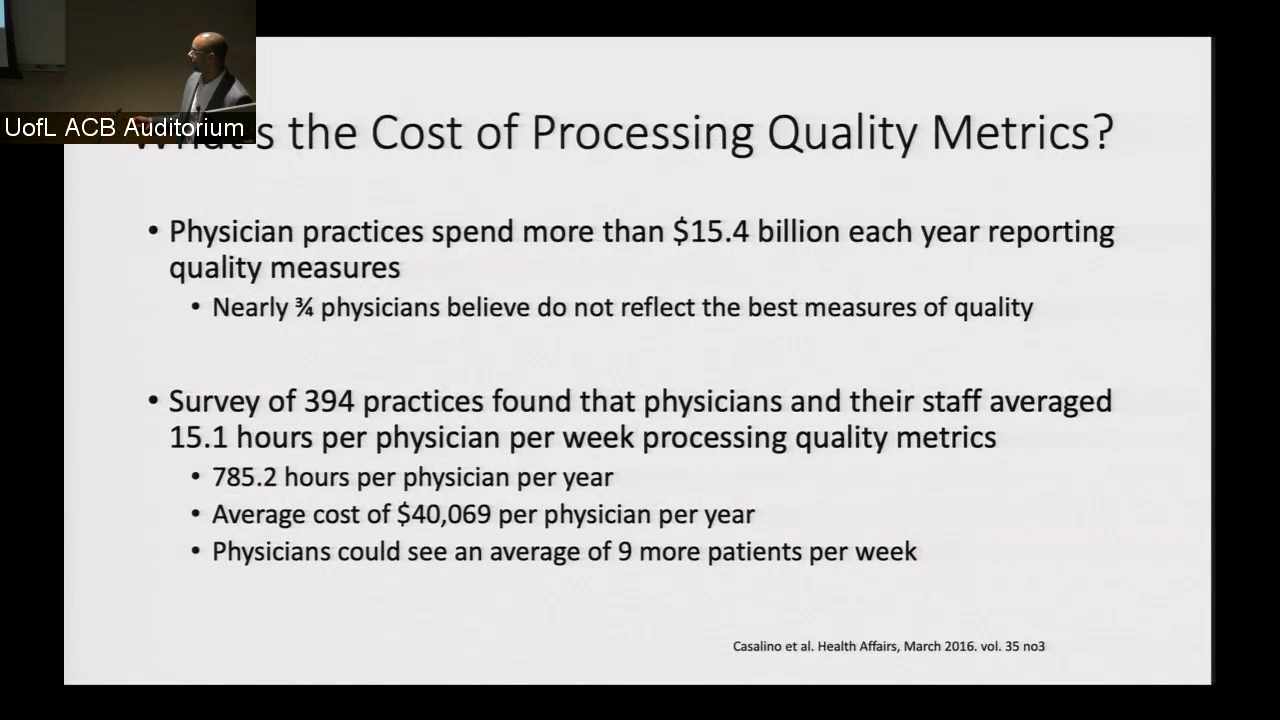 UofL ACB Auditorium
s the Cost of Processing Quality Metrics?
• Physician practices spend more than $15.4 billion each year reporting
quality measures
• Nearly ¾ physicians believe do not reflect the best measures of quality
• Survey of 394 practices found that physicians and their staff averaged
15.1 hours per physician per week processing quality metrics
• 785.2 hours per physician per year
• Average cost of $40,069 per physician per year
• Physicians could see an average of 9 more patients per week
Casalino et al. Health Affairs, March 2016. vol. 35 no3